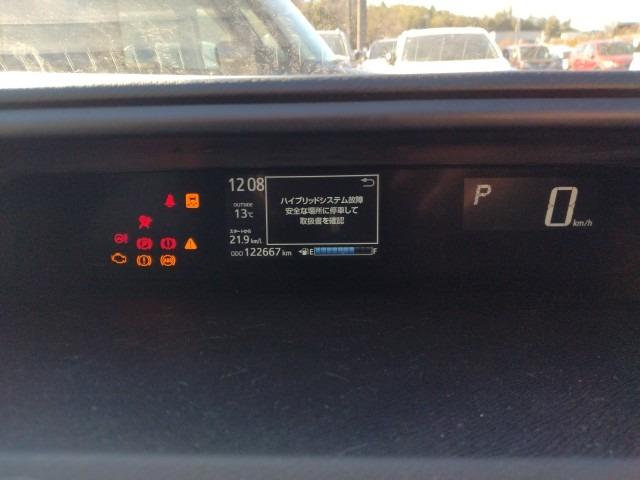 12:08
OUTSIDE
13℃
スタートから
21.9 km/L
ODO 122667 km
ハイブリッドシステム故障
安全な場所に停車して
取扱書を確認
E F
P 0 km/h
P
ABS